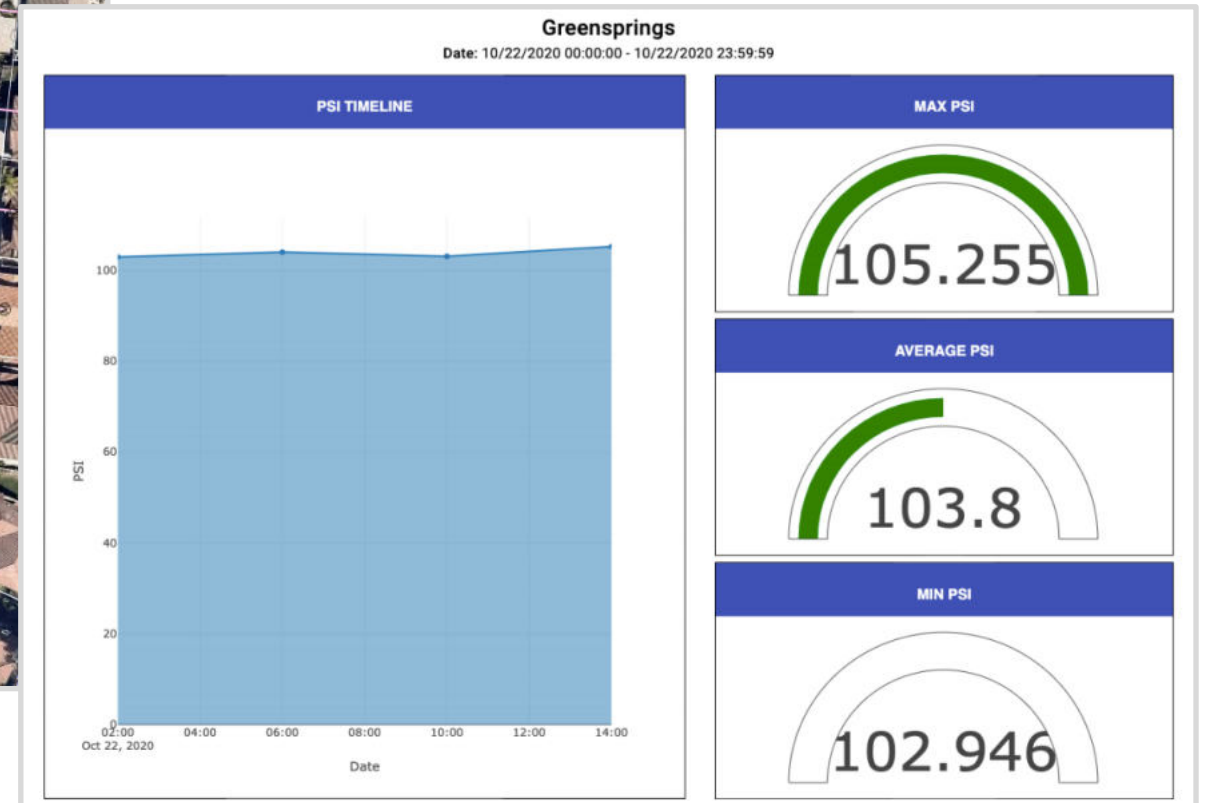 Greensprings
Date: 10/22/2020 00:00:00 - 10/22/2020 23:59:59
PSI TIMELINE
100
80
60
40
20
0
PSI
02:00 04:00 06:00 08:00 10:00 12:00 14:00
Oct 22, 2020
Date
MAX PSI
105.255
AVERAGE PSI
103.8
MIN PSI
102.946